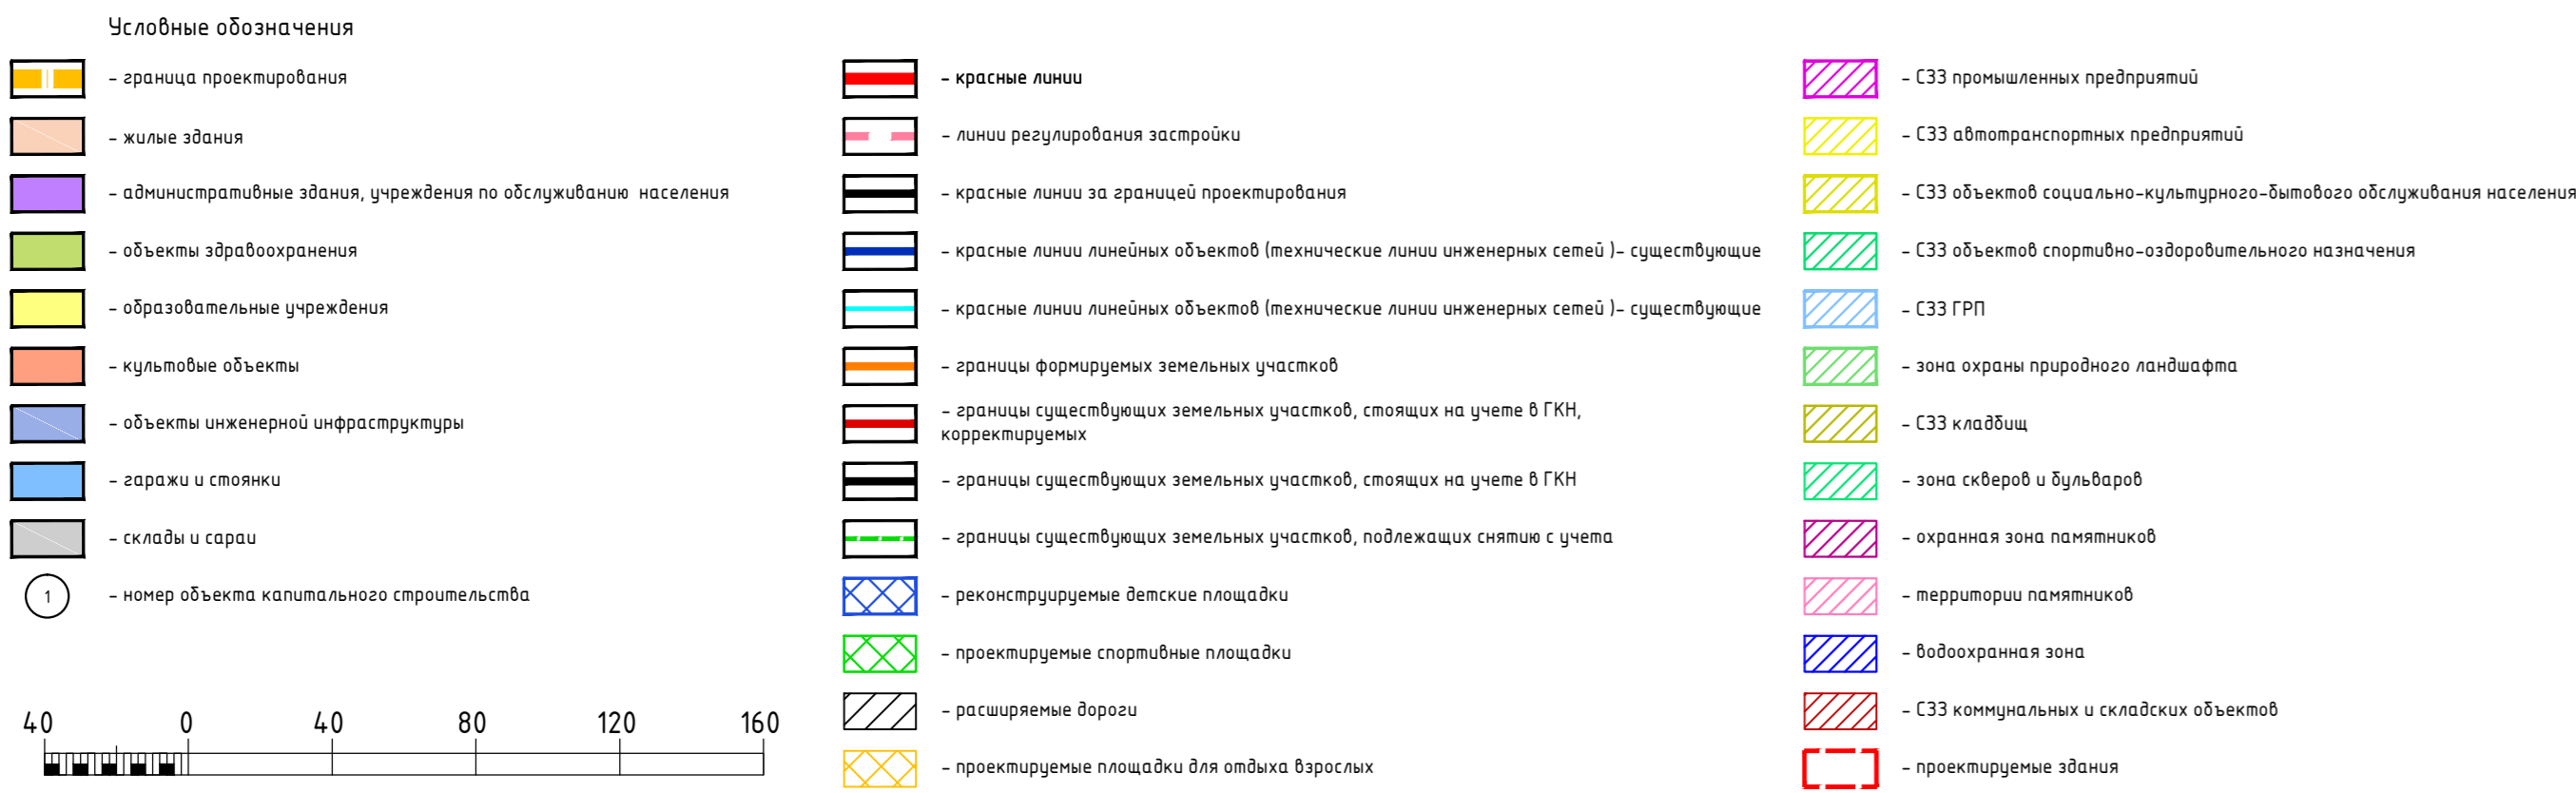 Условные обозначения
– граница проектирования
– жилые здания
– административные здания, учреждения по обслуживанию населения
– объекты здравоохранения
– образовательные учреждения
– культовые объекты
– объекты инженерной инфраструктуры
– гаражи и стоянки
– склады и сараи
1
– номер объекта капитального строительства
40 0 40 80 120 160
– красные линии
– линии регулирования застройки
– красные линии за границей проектирования
– красные линии линейных объектов (технические линии инженерных сетей )– существующие
– красные линии линейных объектов (технические линии инженерных сетей )– существующие
– границы формируемых земельных участков
– границы существующих земельных участков, стоящих на учете в ГКН,
корректируемых
– границы существующих земельных участков, стоящих на учете в ГКН
– границы существующих земельных участков, подлежащих снятию с учета
– реконструируемые детские площадки
– проектируемые спортивные площадки
– расширяемые дороги
– проектируемые площадки для отдыха взрослых
– СЗЗ промышленных предприятий
– СЗЗ автотранспортных предприятий
– СЗЗ объектов социально–культурного–бытового обслуживания населения
– СЗЗ объектов спортивно–оздоровительного назначения
– СЗЗ ГРП
– зона охраны природного ландшафта
– СЗЗ кладбищ
– зона скверов и бульваров
– охранная зона памятников
– территории памятников
– водоохранная зона
– СЗЗ коммунальных и складских объектов
– проектируемые здания